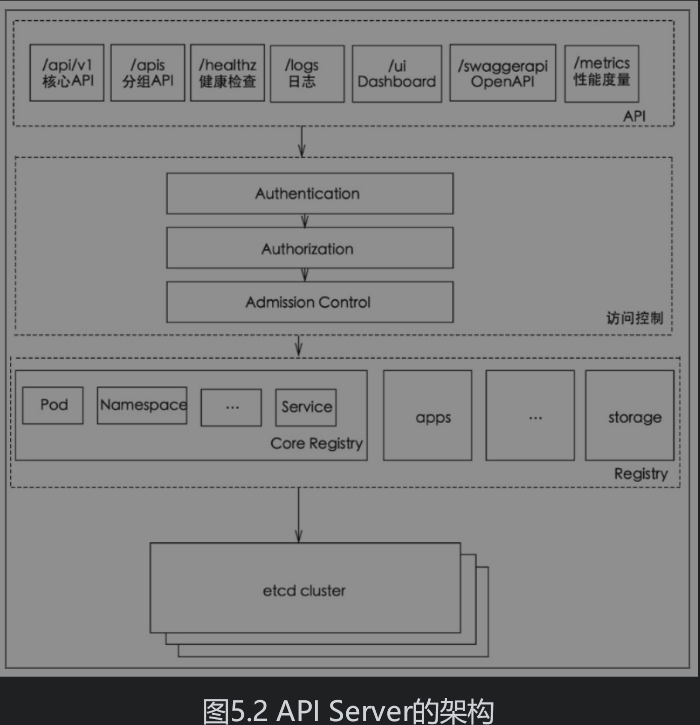 /api/v1
核心API
/apis
分组API
/healthz
健康检查
/logs
日志
/ui
Dashboard
/swaggerapi
OpenAPI
/metrics
性能度量
API
Authentication
Authorization
Admission Control
访问控制
Pod
Namespace
...
Service
Core Registry
apps
...
storage
Registry
etcd cluster
图5.2 API Server的架构